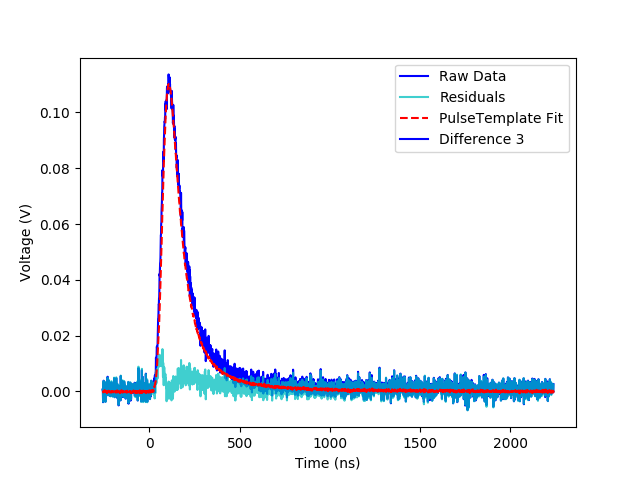 Raw Data
Residuals
PulseTemplate Fit
Difference 3
0.10
0.08
0.06
0.04
0.02
0.00
Voltage (V)
0
500
1000
1500
2000
Time (ns)